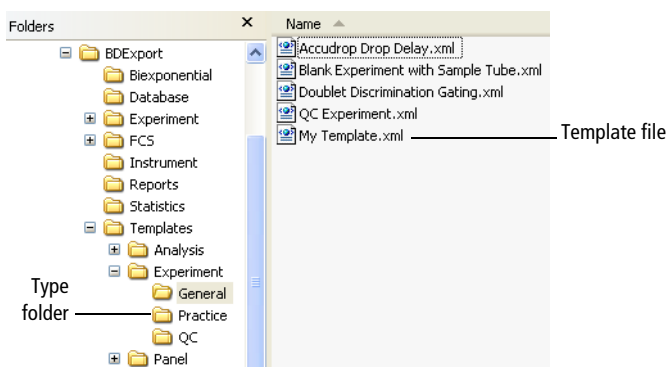 Folders
x
BDExport
Biexponential
Database
Experiment
FCS
Instrument
Reports
Statistics
Templates
Analysis
Experiment
General
Practice
QC
Panel
Type
folder
Name
Accudrop Drop Delay.xml
Blank Experiment with Sample Tube.xml
Doublet Discrimination Gating.xml
QC Experiment.xml
My Template.xml
Template file